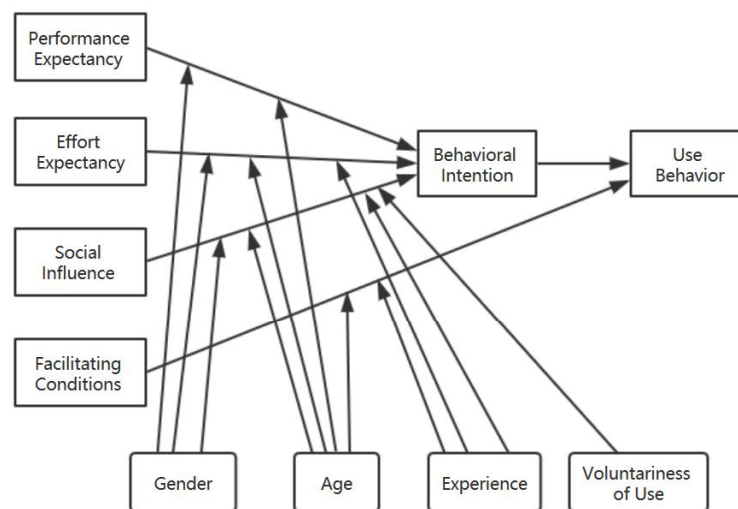 Performance
Expectancy
Effort
Expectancy
Behavioral
Intention
Use
Behavior
Social
Influence
Facilitating
Conditions
Gender
Age
Experience
Voluntariness
of Use